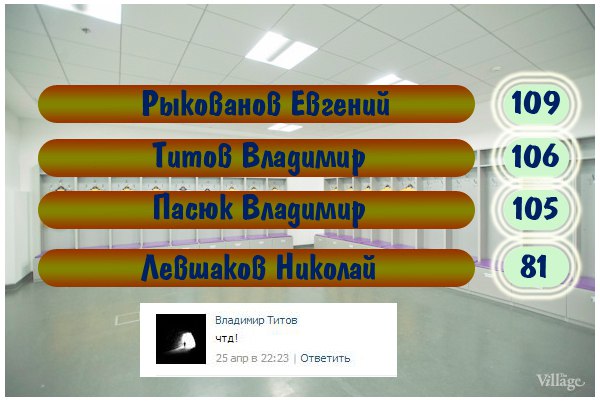 Рыкованов Евгений 109
Титов Владимир 106
Пасюк Владимир 105
Левшаков Николай 81
Владимир Титов
чтд!
25 апр в 22:23 | Ответить
The Village